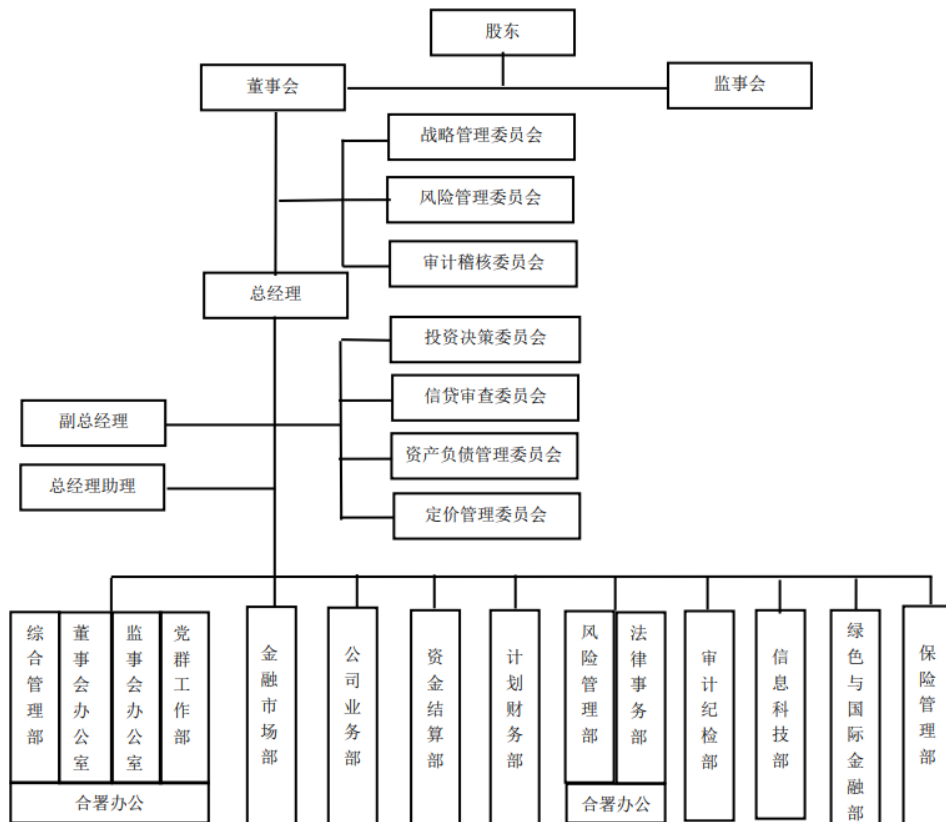 股东
董事会
监事会
战略管理委员会
风险管理委员会
审计稽核委员会
总经理
投资决策委员会
信贷审查委员会
副总经理
资产负债管理委员会
总经理助理
定价管理委员会
综合管理部
董事会办公室
监事会办公室
党群工作部
合署办公
金融市场部
公司业务部
资金结算部
计划财务部
风险管理部
法律事务部
合署办公
审计纪检部
信息科技部
绿色与国际金融部
保险管理部